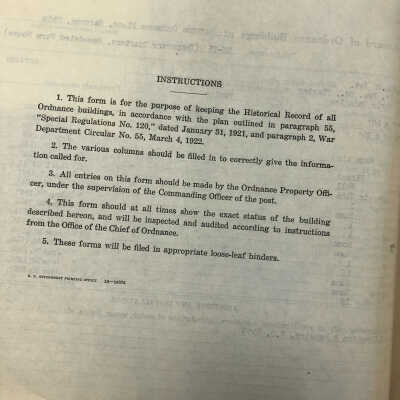 INSTRUCTIONS
1. This form is for the purpose of keeping the Historical Record of all
Ordnance buildings, in accordance with the plan outlined in paragraph 55,
"Special Regulations No. 120," dated January 31, 1921, and paragraph 2, War
Department Circular No. 55, March 4, 1922.
2. The various columns should be filled in to correctly give the informa-
tion called for.
3. All entries on this form should be made by the Ordnance Property Offi-
cer, under the supervision of the Commanding Officer of the post.
4. This form should at all times show the exact status of the building
described hereon, and will be inspected and audited according to instructions
from the Office of the Chief of Ordnance.
5. These forms will be filed in appropriate loose-leaf binders.
U. S. GOVERNMENT PRINTING OFFICE